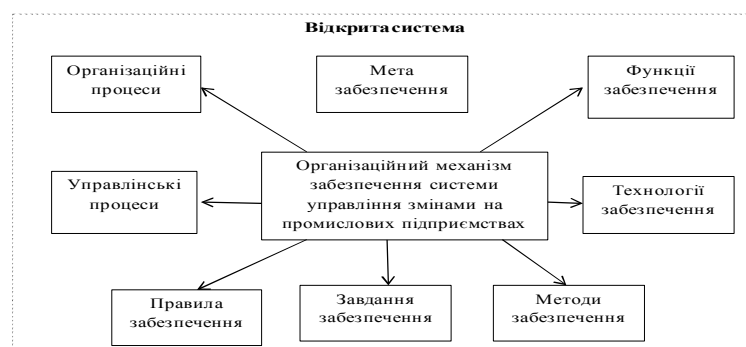 Відкрита система
Організаційні
процеси
Мета
забезпечення
Функції
забезпечення
Організаційний механізм
забезпечення системи
управління змінами на
промислових підприємствах
Управлінські
процеси
Технології
забезпечення
Правила
забезпечення
Завдання
забезпечення
Методи
забезпечення